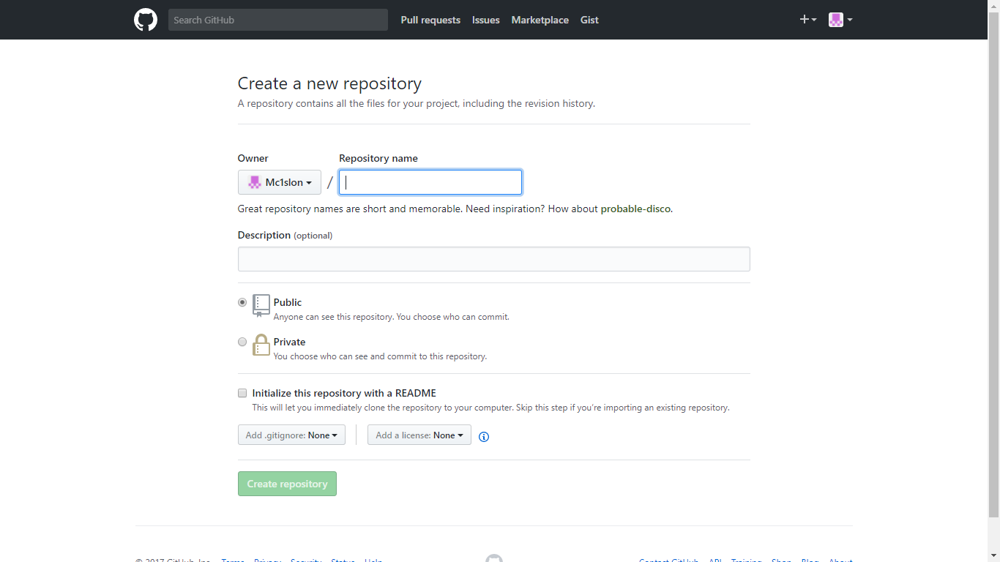 Search GitHub Pull requests Issues Marketplace Gist
Create a new repository
A repository contains all the files for your project, including the revision history.
Owner Repository name
Mc1slon /
Great repository names are short and memorable. Need inspiration? How about probable-disco.
Description (optional)
Public
Anyone can see this repository. You choose who can commit.
Private
You choose who can see and commit to this repository.
Initialize this repository with a README
This will let you immediately clone the repository to your computer. Skip this step if you’re importing an existing repository.
Add .gitignore: None Add a license: None
Create repository
© 2017 GitHub, Inc. Terms Privacy Security Status Help Contact GitHub API Training Shop Blog About